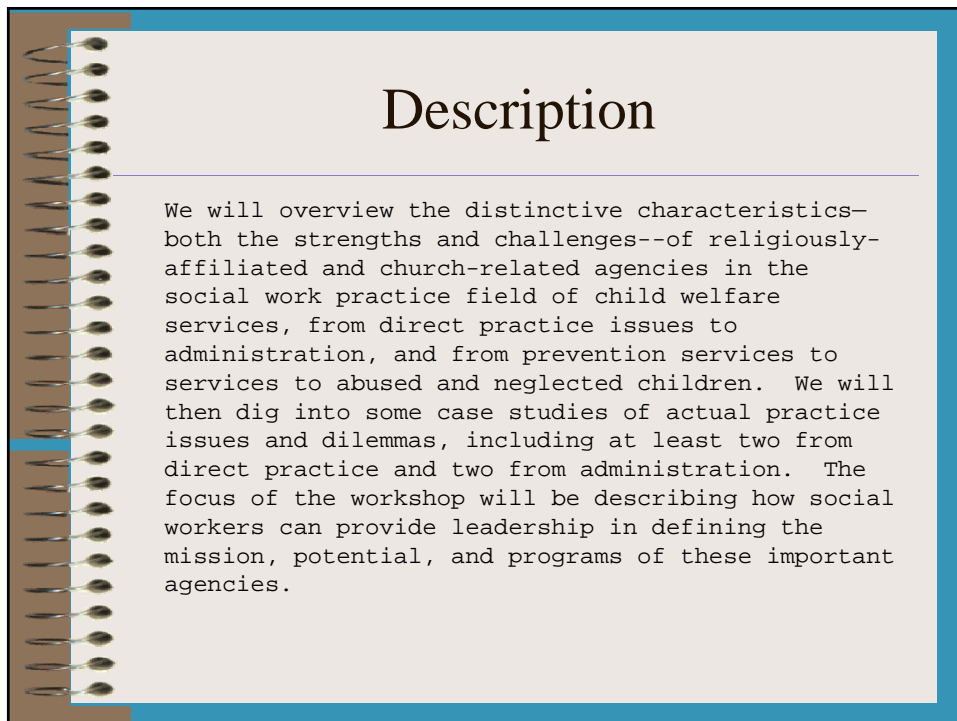 Description
We will overview the distinctive characteristics—
both the strengths and challenges--of religiously-
affiliated and church-related agencies in the
social work practice field of child welfare
services, from direct practice issues to
administration, and from prevention services to
services to abused and neglected children.  We will
then dig into some case studies of actual practice
issues and dilemmas, including at least two from
direct practice and two from administration.  The
focus of the workshop will be describing how social
workers can provide leadership in defining the
mission, potential, and programs of these important
agencies.